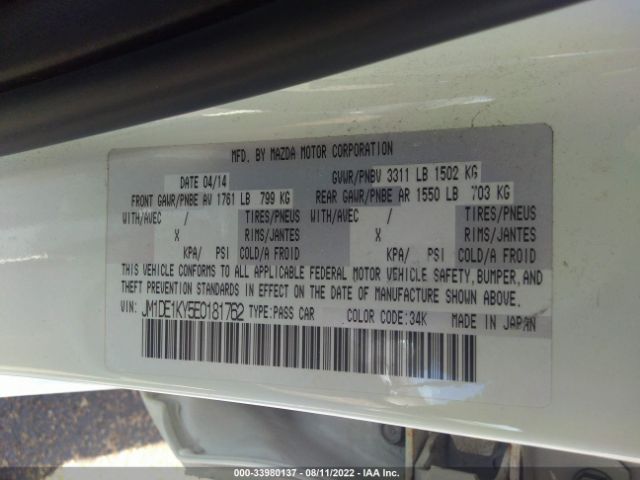 MFD. BY MAZDA MOTOR CORPORATION
DATE 04/14 GVWR/PNBV 3311 LB 1502 KG
FRONT GAWR/PNBE AV 1761 LB 799 KG REAR GAWR/PNBE AR 1550 LB 703 KG
WITH/AVEC / TIRES/PNEUS WITH/AVEC / TIRES/PNEUS
X RIMS/JANTES X RIMS/JANTES
KPA/ PSI COLD/A FROID KPA/ PSI COLD/A FROID
THIS VEHICLE CONFORMS TO ALL APPLICABLE FEDERAL MOTOR VEHICLE SAFETY, BUMPER, AND
THEFT PREVENTION STANDARDS IN EFFECT ON THE DATE OF MANUFACTURE SHOWN ABOVE.
VIN: JM1DE1KY5E0181762 TYPE:PASS CAR COLOR CODE:34K MADE IN JAPAN
000-33980137 - 08/11/2022 - IAA Inc.